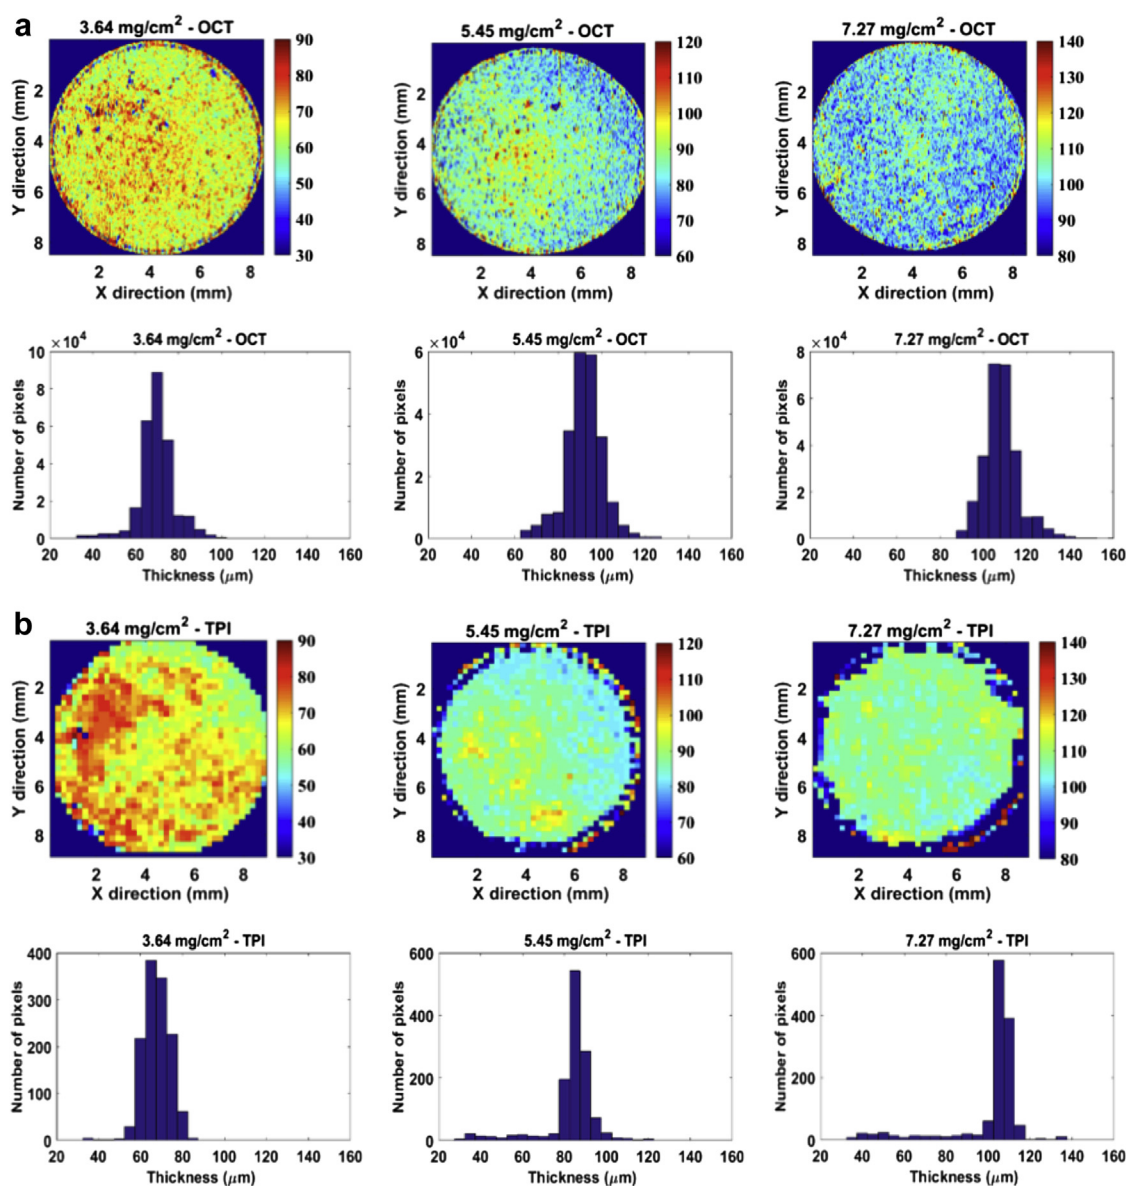 a
3.64 mg/cm2 - OCT
5.45 mg/cm2 - OCT
7.27 mg/cm2 - OCT
Y direction (mm)
2
4
6
8
2 4 6 8
X direction (mm)
90
80
70
60
50
40
30
Y direction (mm)
2
4
6
8
2 4 6 8
X direction (mm)
120
110
100
90
80
70
60
Y direction (mm)
2
4
6
8
2 4 6 8
X direction (mm)
140
130
120
110
100
90
80
3.64 mg/cm2 - OCT
×104
Number of pixels
10
8
6
4
2
0
20 40 60 80 100 120 140 160
Thickness (μm)
5.45 mg/cm2 - OCT
×104
Number of pixels
6
4
2
0
20 40 60 80 100 120 140 160
Thickness (μm)
7.27 mg/cm2 - OCT
×104
Number of pixels
8
6
4
2
0
20 40 60 80 100 120 140 160
Thickness (μm)
b
3.64 mg/cm2 - TPI
5.45 mg/cm2 - TPI
7.27 mg/cm2 - TPI
Y direction (mm)
2
4
6
8
2 4 6 8
X direction (mm)
90
80
70
60
50
40
30
Y direction (mm)
2
4
6
8
2 4 6 8
X direction (mm)
120
110
100
90
80
70
60
Y direction (mm)
2
4
6
8
2 4 6 8
X direction (mm)
140
130
120
110
100
90
80
3.64 mg/cm2 - TPI
Number of pixels
400
300
200
100
0
20 40 60 80 100 120 140 160
Thickness (μm)
5.45 mg/cm2 - TPI
Number of pixels
600
400
200
0
20 40 60 80 100 120 140 160
Thickness (μm)
7.27 mg/cm2 - TPI
Number of pixels
600
400
200
0
20 40 60 80 100 120 140 160
Thickness (μm)